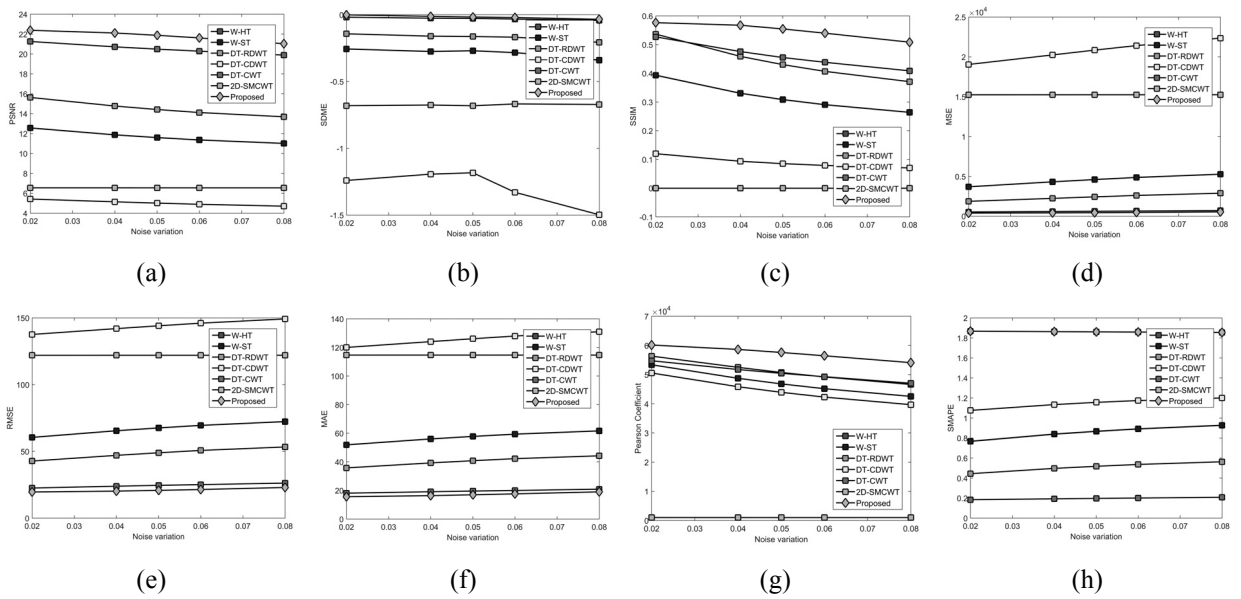 24
22
20
18
16
14
12
10
8
6
4
PSNR
0.02 0.03 0.04 0.05 0.06 0.07 0.08
Noise variation
W-HT
W-ST
DT-RDWT
DT-CDWT
DT-CWT
2D-SMCWT
Proposed
(a)
0
-0.5
-1
-1.5
SDME
0.02 0.03 0.04 0.05 0.06 0.07 0.08
Noise variation
W-HT
W-ST
DT-RDWT
DT-CDWT
DT-CWT
2D-SMCWT
Proposed
(b)
0.6
0.5
0.4
0.3
0.2
0.1
0
-0.1
SSIM
0.02 0.03 0.04 0.05 0.06 0.07 0.08
Noise variation
W-HT
W-ST
DT-RDWT
DT-CDWT
DT-CWT
2D-SMCWT
Proposed
(c)
×10⁴
2.5
2
1.5
1
0.5
0
MSE
0.02 0.03 0.04 0.05 0.06 0.07 0.08
Noise variation
W-HT
W-ST
DT-RDWT
DT-CDWT
DT-CWT
2D-SMCWT
Proposed
(d)
150
100
50
0
RMSE
0.02 0.03 0.04 0.05 0.06 0.07 0.08
Noise variation
W-HT
W-ST
DT-RDWT
DT-CDWT
DT-CWT
2D-SMCWT
Proposed
(e)
140
120
100
80
60
40
20
0
MAE
0.02 0.03 0.04 0.05 0.06 0.07 0.08
Noise variation
W-HT
W-ST
DT-RDWT
DT-CDWT
DT-CWT
2D-SMCWT
Proposed
(f)
×10⁴
7
6
5
4
3
2
1
0
Pearson Coefficient
0.02 0.03 0.04 0.05 0.06 0.07 0.08
Noise variation
W-HT
W-ST
DT-RDWT
DT-CDWT
DT-CWT
2D-SMCWT
Proposed
(g)
2
1.8
1.6
1.4
1.2
1
0.8
0.6
0.4
0.2
0
SMAPE
0.02 0.03 0.04 0.05 0.06 0.07 0.08
Noise variation
W-HT
W-ST
DT-RDWT
DT-CDWT
DT-CWT
2D-SMCWT
Proposed
(h)